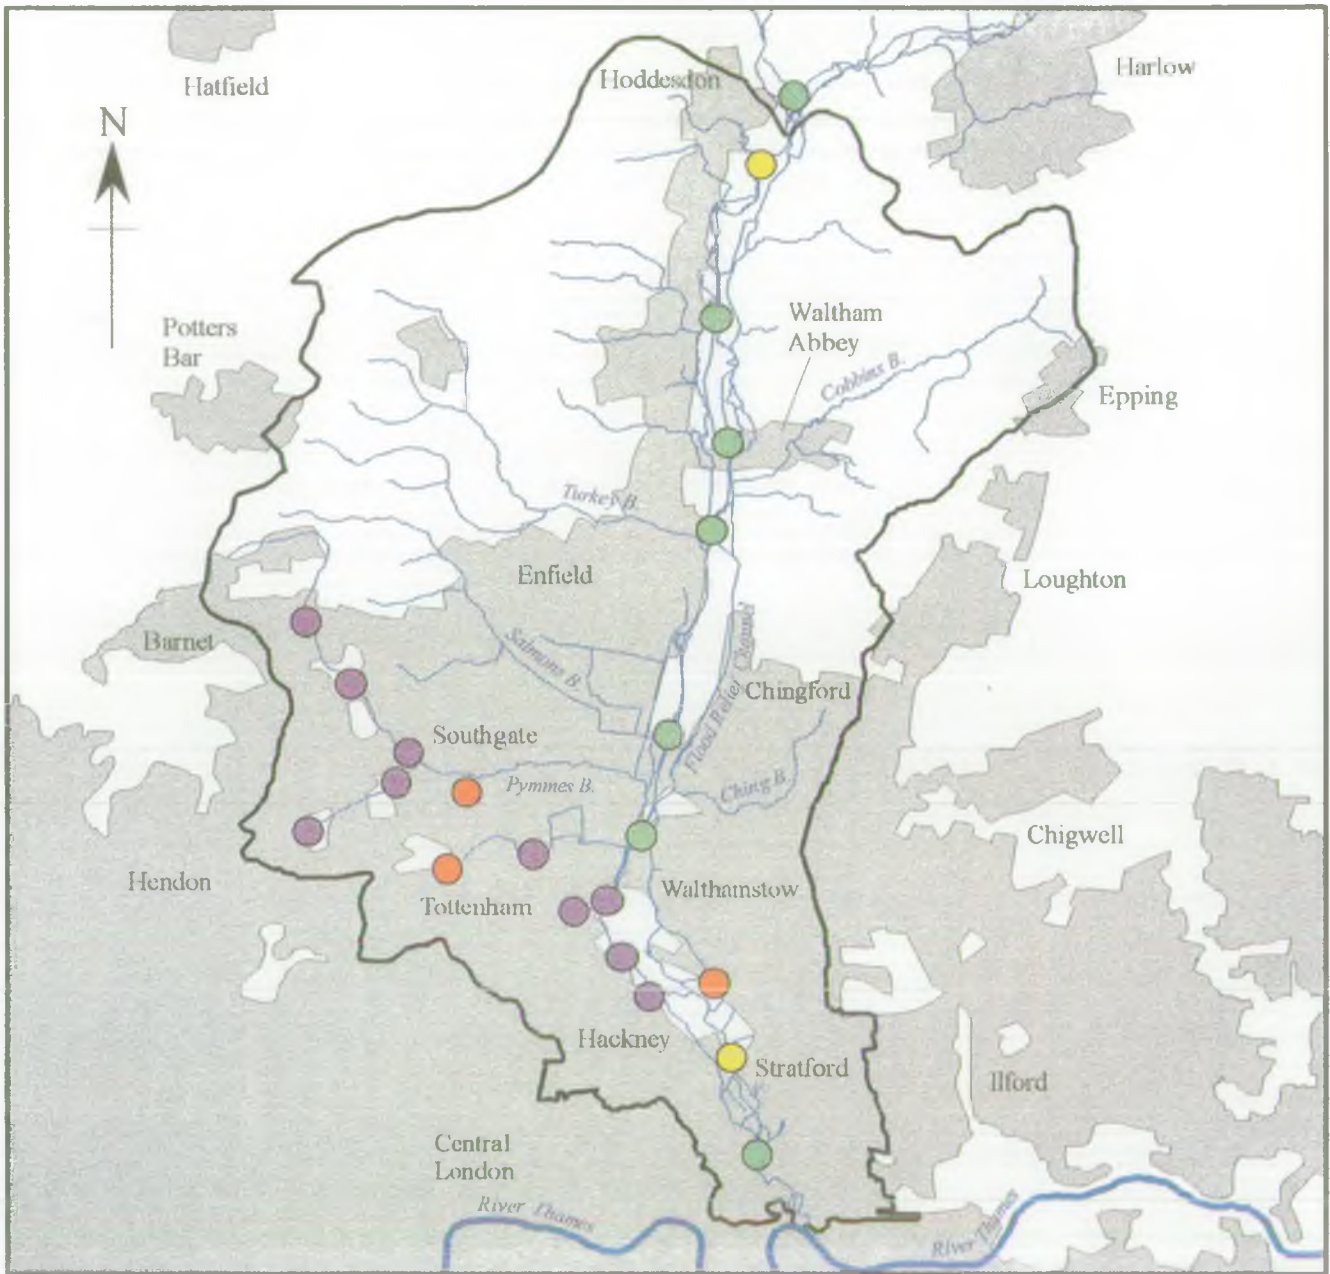 Hatfield
Hoddesdon
Harlow
N
Potters
Bar
Waltham
Abbey
Cobbins B.
Epping
Turkey B.
Enfield
Loughton
Barnet
Salmons B.
Flood Relief Channel
Chingford
Southgate
Pymmes B.
Ching B.
Chigwell
Hendon
Tottenham
Walthamstow
Hackney
Stratford
Ilford
Central
London
River Thames
River Thames